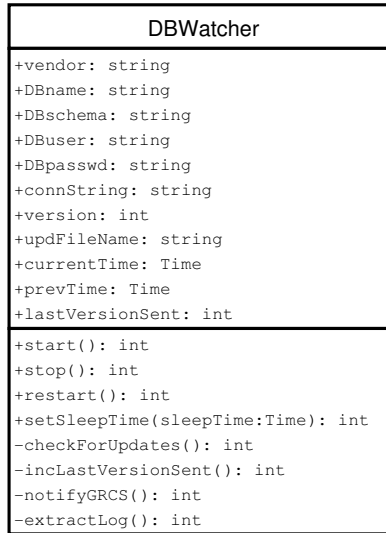 DBWatcher
+vendor: string
+DBname: string
+DBschema: string
+DBuser: string
+DBpasswd: string
+connString: string
+version: int
+updFileName: string
+currentTime: Time
+prevTime: Time
+lastVersionSent: int
+start(): int
+stop(): int
+restart(): int
+setSleepTime(sleepTime:Time): int
-checkForUpdates(): int
-incLastVersionSent(): int
-notifyGRCS(): int
-extractLog(): int